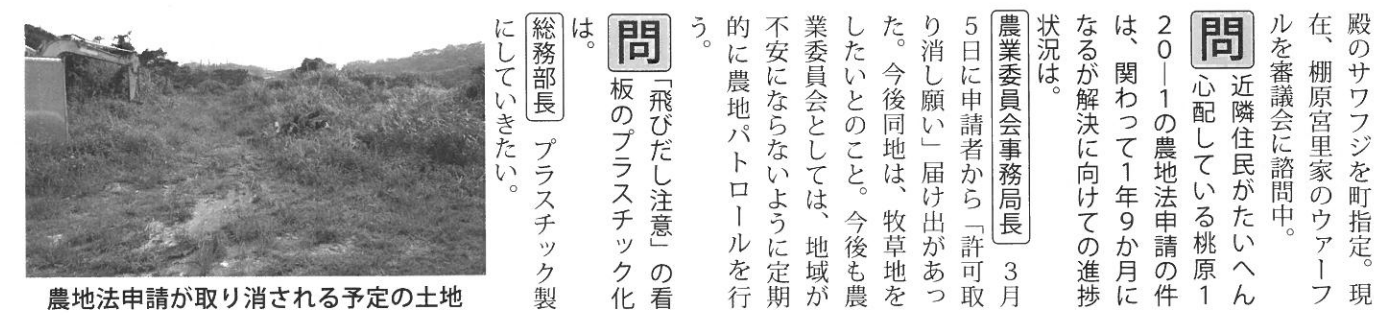 殿のサワフジを町指定。現
在、棚原宮里家のウァーフ
ルを審議会に諮問中。
問 近隣住民がたいへん
心配している桃原1
20―1の農地法申請の件
は、関わって1年9か月に
なるが解決に向けての進捗
状況は。
農業委員会事務局長 3月
5日に申請者から「許可取
り消し願い」届け出があっ
た。今後同地は、牧草地を
したいとのこと。今後も農
業委員会としては、地域が
不安にならないように定期
的に農地パトロールを行
う。
問 「飛びだし注意」の看
板のプラスチック化
は。
総務部長 プラスチック製
にしていきたい。
農地法申請が取り消される予定の土地